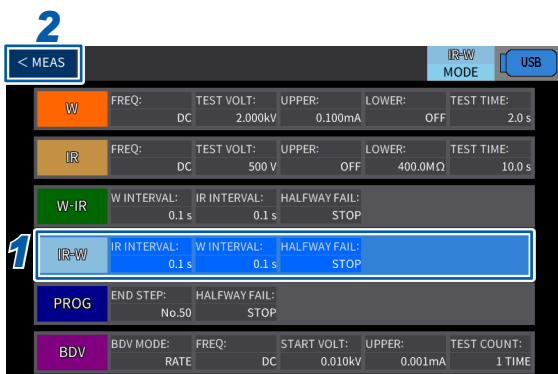 2
< MEAS
IR-W
MODE
USB
W
FREQ: TEST VOLT: UPPER: LOWER: TEST TIME:
DC 2.000kV 0.100mA OFF 2.0 s
IR
FREQ: TEST VOLT: UPPER: LOWER: TEST TIME:
DC 500 V OFF 400.0MΩ 10.0 s
W-IR
W INTERVAL: IR INTERVAL: HALFWAY FAIL:
0.1 s 0.1 s STOP
1
IR-W
IR INTERVAL: W INTERVAL: HALFWAY FAIL:
0.1 s 0.1 s STOP
PROG
END STEP: HALFWAY FAIL:
No.50 STOP
BDV
BDV MODE: FREQ: START VOLT: UPPER: TEST COUNT:
RATE DC 0.010kV 0.001mA 1 TIME